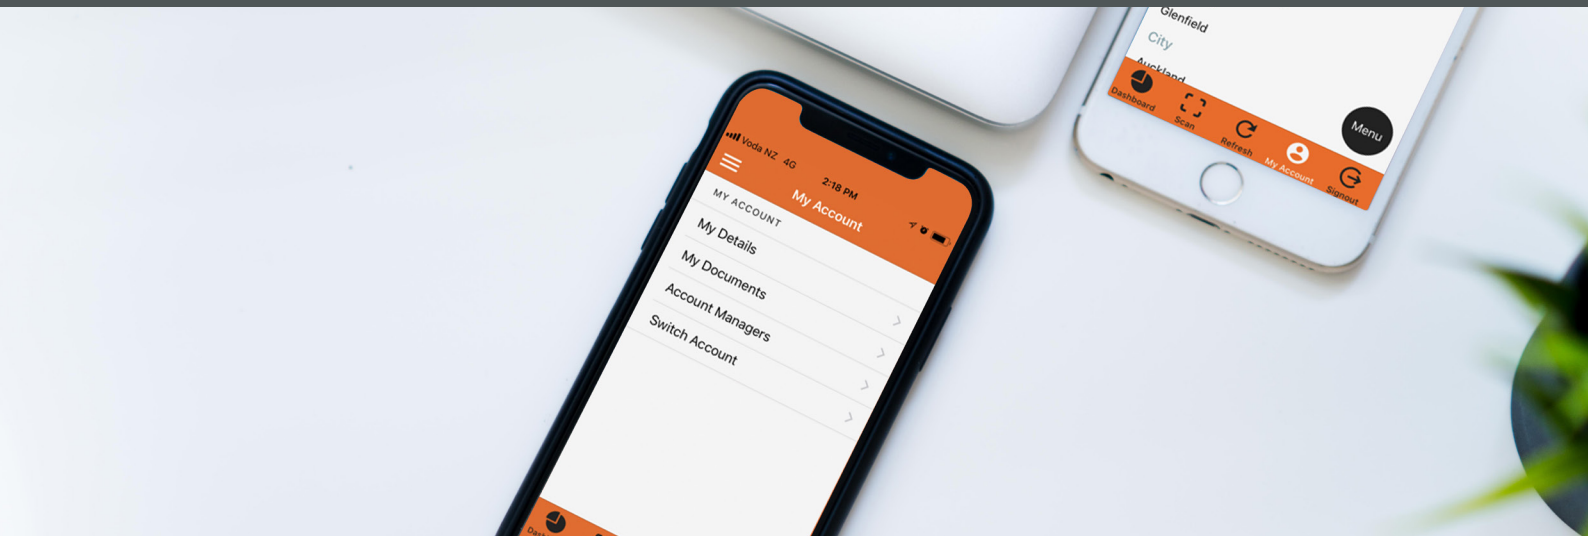 Voda NZ 4G
2:18 PM
My Account
MY ACCOUNT
My Details
My Documents
Account Managers
Switch Account
Glenfield
City
Auckland
Menu
Dashboard
Scan
Refresh
My Account
Signout